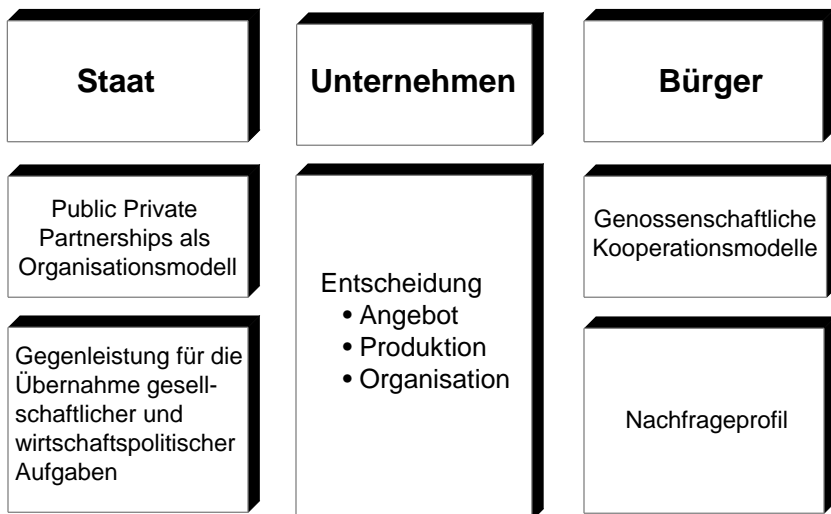 Staat
Unternehmen
Bürger
Public Private
Partnerships als
Organisationsmodell
Gegenleistung für die
Übernahme gesell-
schaftlicher und
wirtschaftspolitischer
Aufgaben
Entscheidung
• Angebot
• Produktion
• Organisation
Genossenschaftliche
Kooperationsmodelle
Nachfrageprofil